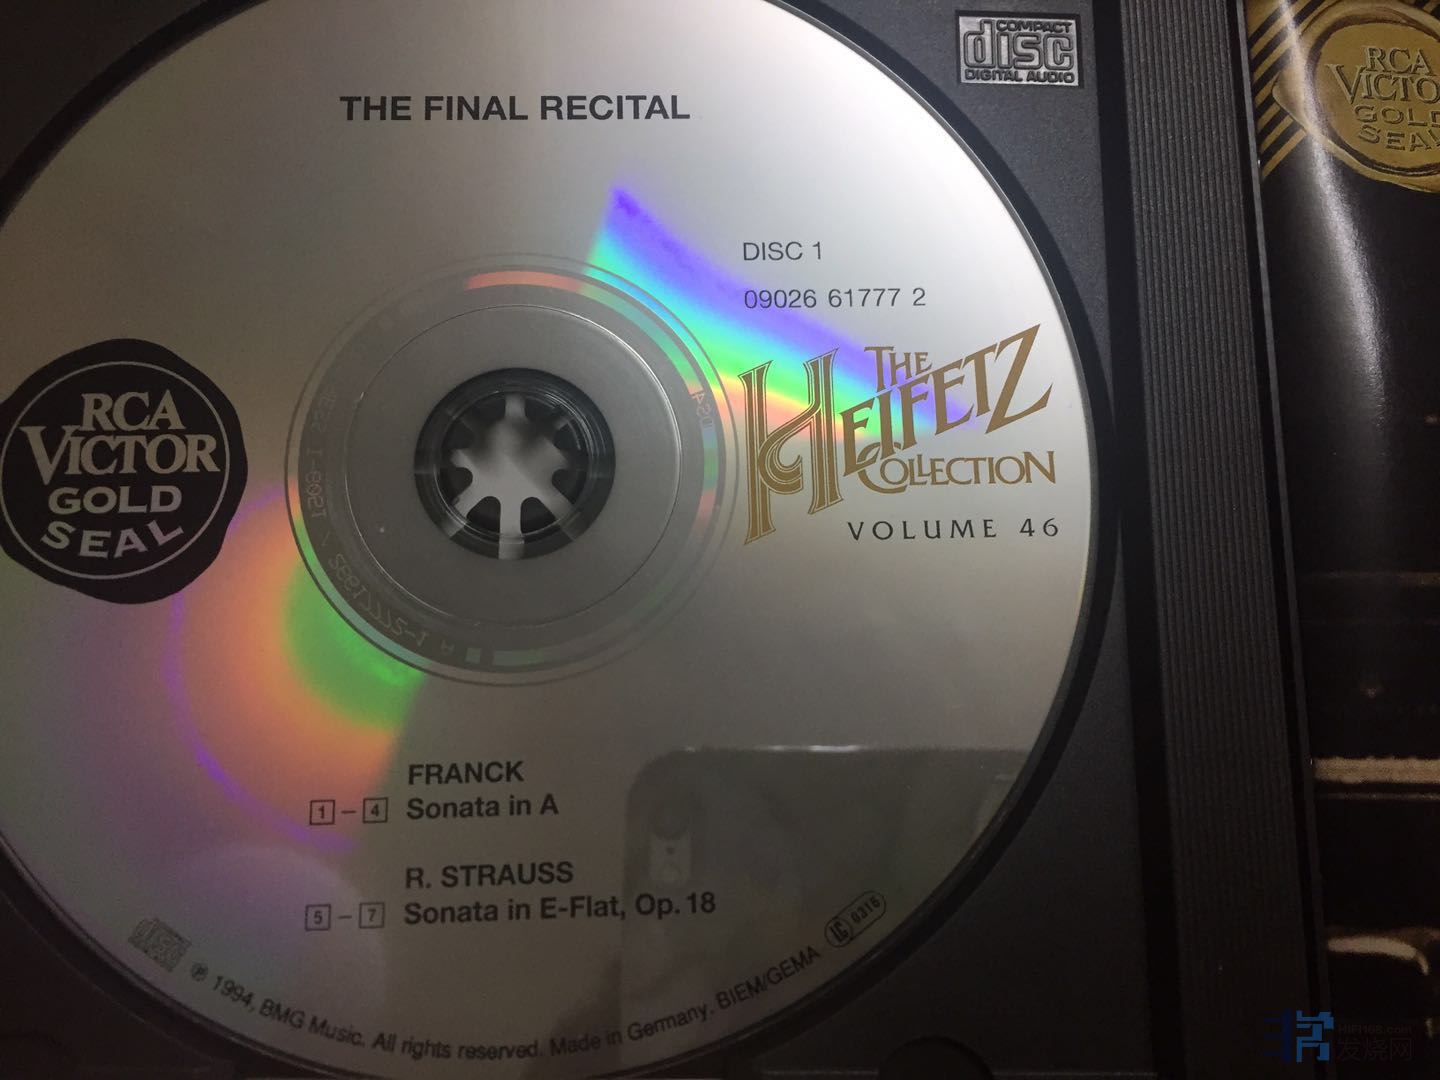 COMPACT
disc
DIGITAL AUDIO
RCA
VICTO
GOLD
SEAL
THE FINAL RECITAL
DISC 1
09026 61777 2
THE
HEIFETZ
COLLECTION
VOLUME 46
RCA
VICTOR
GOLD
SEAL
FRANCK
1 – 4 Sonata in A
R. STRAUSS
5 – 7 Sonata in E-Flat, Op. 18
℗ 1994, BMG Music. All rights reserved. Made in Germany. BIEM/GEMA LC 0316
HIFI168.com
发烧网